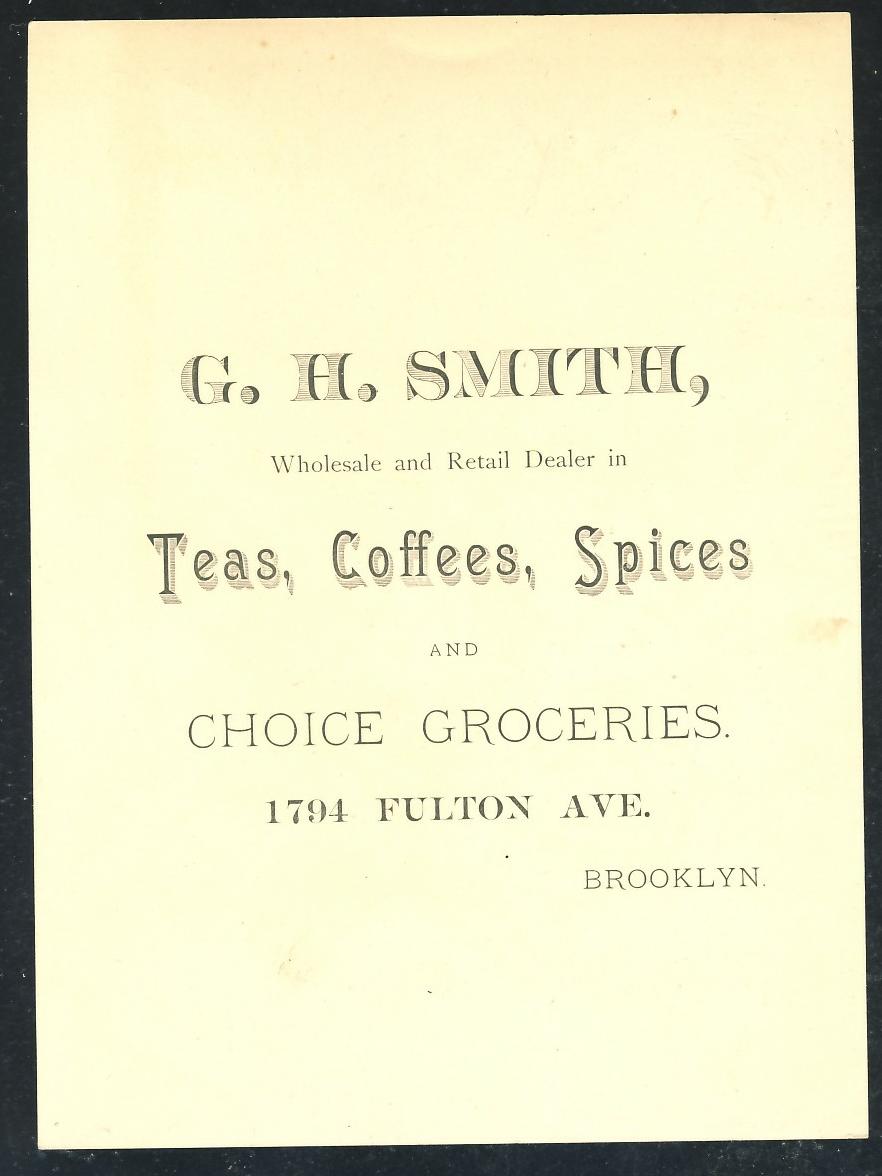 G. H. SMITH,
Wholesale and Retail Dealer in
Teas, Coffees, Spices
AND
CHOICE GROCERIES.
1794 FULTON AVE.
BROOKLYN.